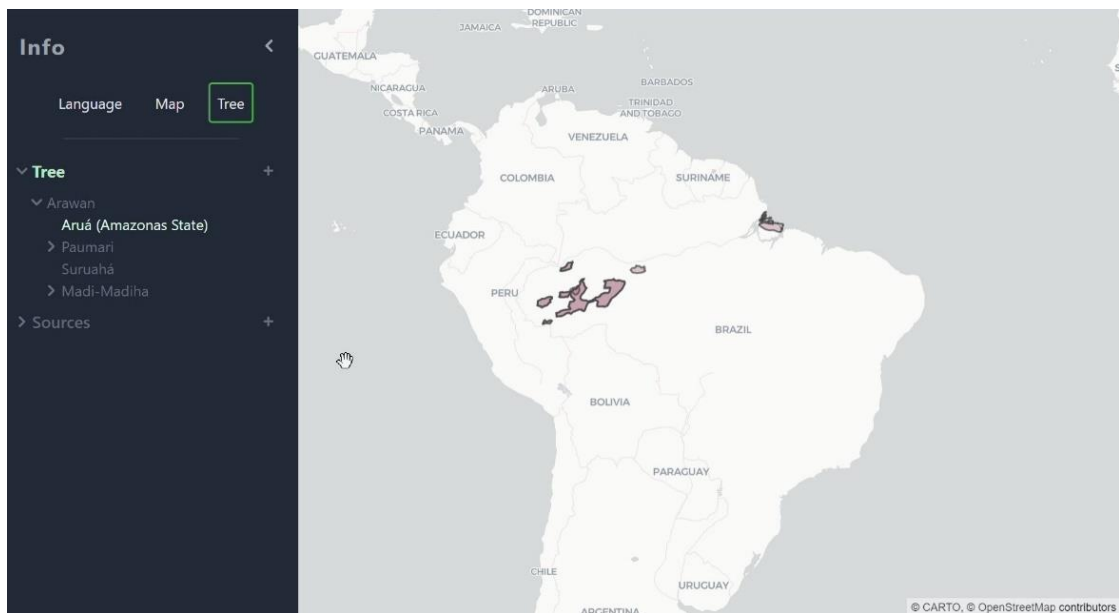 Info
Language Map Tree
Tree
Arawan
Aruá (Amazonas State)
Paumari
Suruahá
Madi-Madiha
Sources
DOMINICAN
REPUBLIC
JAMAICA
GUATEMALA
NICARAGUA
COSTA RICA
PANAMA
ARUBA
BARBADOS
TRINIDAD
AND TOBAGO
VENEZUELA
COLOMBIA
SURINAME
ECUADOR
PERU
BRAZIL
BOLIVIA
PARAGUAY
CHILE
URUGUAY
ARGENTINA
© CARTO, © OpenStreetMap contributors